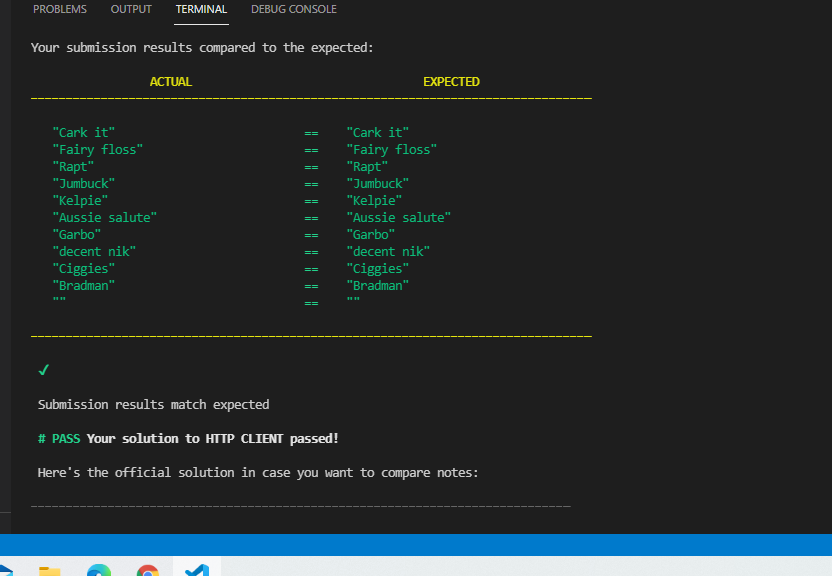 PROBLEMS OUTPUT TERMINAL DEBUG CONSOLE
Your submission results compared to the expected:
ACTUAL EXPECTED
"Cark it" == "Cark it"
"Fairy floss" == "Fairy floss"
"Rapt" == "Rapt"
"Jumbuck" == "Jumbuck"
"Kelpie" == "Kelpie"
"Aussie salute" == "Aussie salute"
"Garbo" == "Garbo"
"decent nik" == "decent nik"
"Ciggies" == "Ciggies"
"Bradman" == "Bradman"
"" == ""
✓
Submission results match expected
# PASS Your solution to HTTP CLIENT passed!
Here's the official solution in case you want to compare notes: